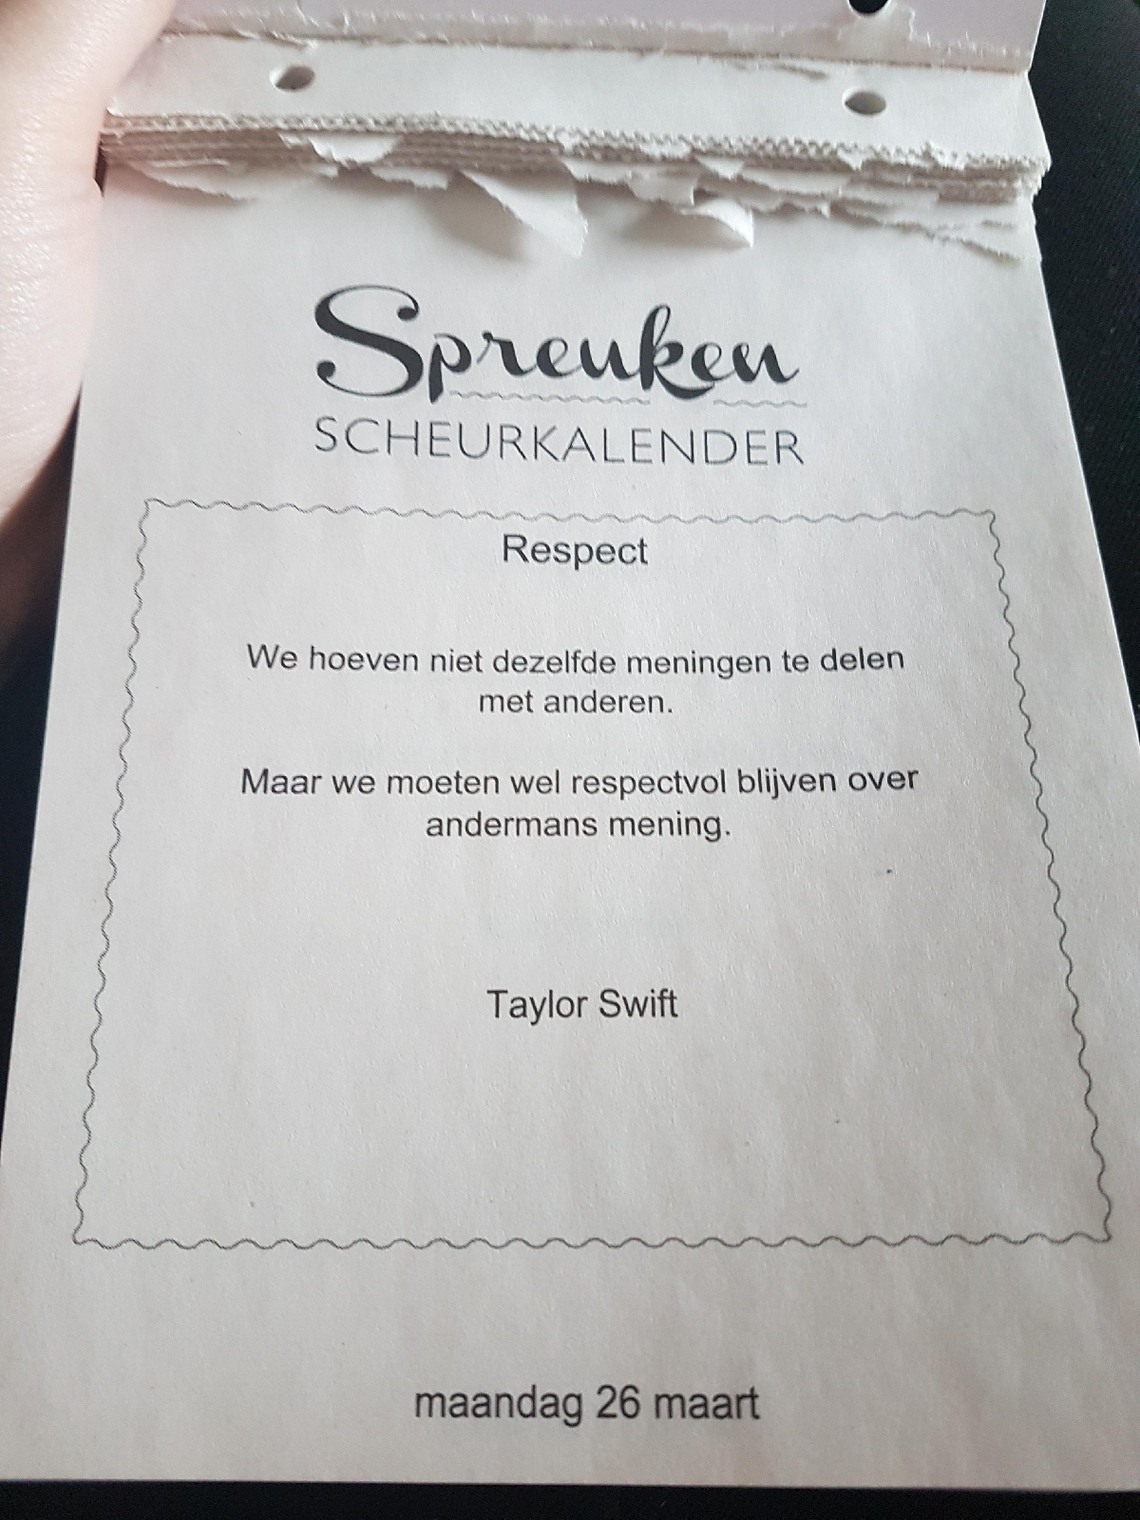 Spreuken
SCHEURKALENDER
Respect
We hoeven niet dezelfde meningen te delen
met anderen.
Maar we moeten wel respectvol blijven over
andermans mening.
Taylor Swift
maandag 26 maart